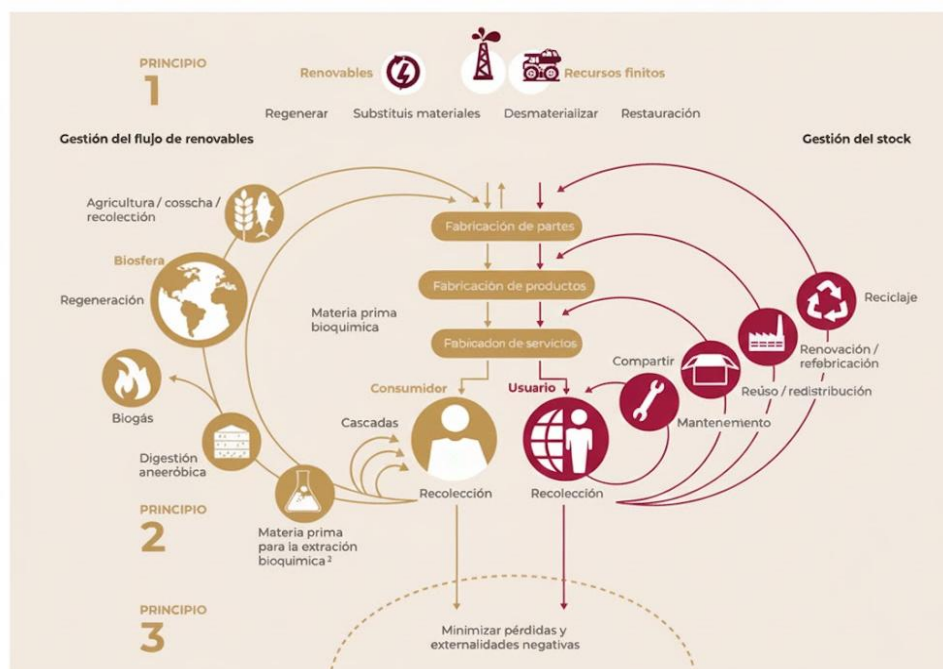 PRINCIPIO
1
Renovables
Recursos finitos
Regenerar
Substituis materiales
Desmaterializar
Restauración
Gestión del flujo de renovables
Gestión del stock
Agricultura / cosscha /
recolección
Fabricación de partes
Biosfera
Regeneración
Fabricación de productos
Reciclaje
Materia prima
bioquimica
Fabicadon de servicios
Renovación /
refabricación
Compartir
Consumidor
Usuario
Reúso / redistribución
Biogás
Cascadas
Mantenemento
Digestión
aneeróbica
Recolección
Recolección
PRINCIPIO
2
Materia prima
para la extración
bioquimica ²
PRINCIPIO
3
Minimizar pérdidas y
externalidades negativas